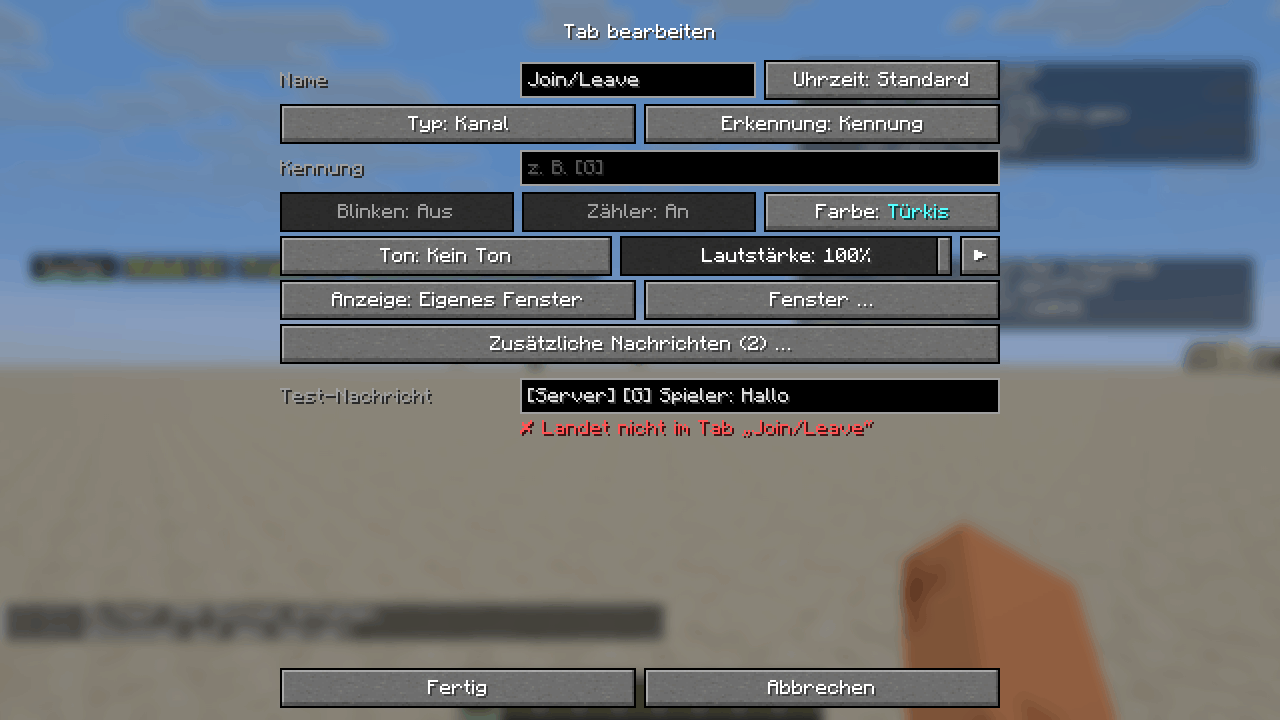 Tab bearbeiten
Name
Join/Leave
Uhrzeit: Standard
Typ: Kanal
Erkennung: Kennung
Kennung
z. B. [G]
Blinken: Aus
Zähler: An
Farbe: Türkis
Ton: Kein Ton
Lautstärke: 100%
►
Anzeige: Eigenes Fenster
Fenster ...
Zusätzliche Nachrichten (2) ...
Test-Nachricht
[Server] [G] Spieler: Hallo
✗ Landet nicht in Tab „Join/Leave“
Fertig
Abbrechen